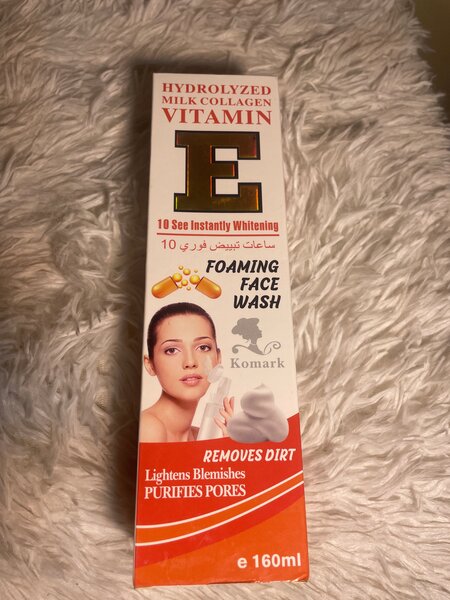 HYDROLYZED
MILK COLLAGEN
VITAMIN
E
10 See Instantly Whitening
10 ساعات تبييض فوري
FOAMING
FACE
WASH
Komark
REMOVES DIRT
Lightens Blemishes
PURIFIES PORES
e 160ml